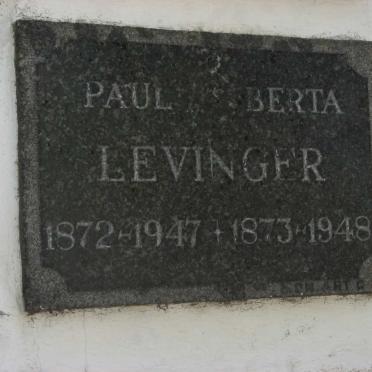 PAUL BERTA
LEVINGER
1872-1947 + 1873-1948